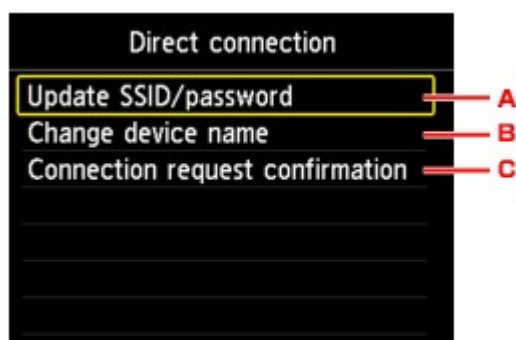 Direct connection
Update SSID/password A
Change device name B
Connection request confirmation C